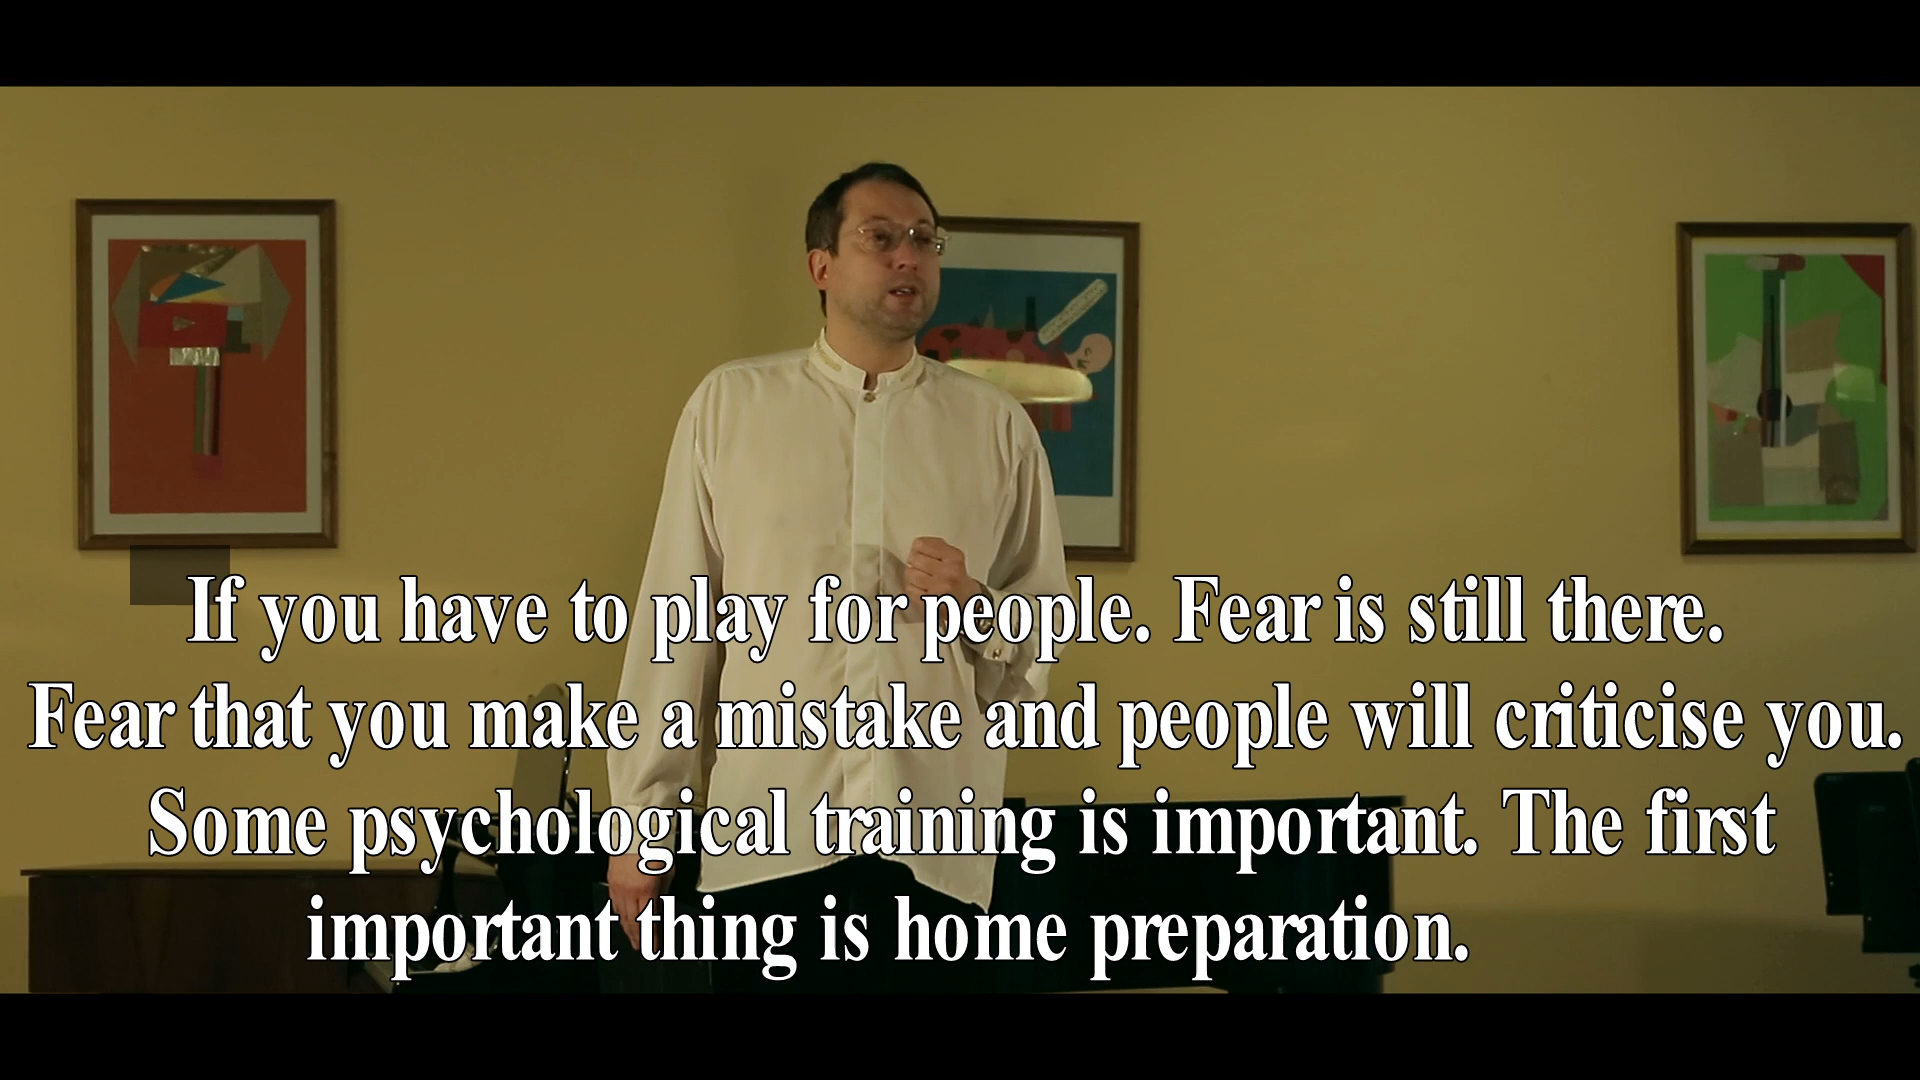 If you have to play for people. Fear is still there.
Fear that you make a mistake and people will criticise you.
Some psychological training is important. The first
important thing is home preparation.